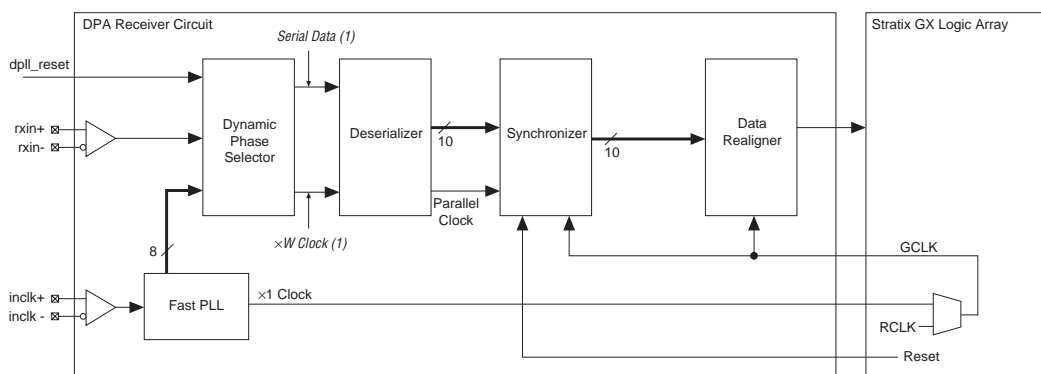 DPA Receiver Circuit
Stratix GX Logic Array
Serial Data (1)
dpll_reset
rxin+
rxin-
Dynamic
Phase
Selector
Deserializer
10
Synchronizer
10
Data
Realigner
Parallel
Clock
×W Clock (1)
8
GCLK
inclk+
inclk -
Fast PLL
×1 Clock
RCLK
Reset